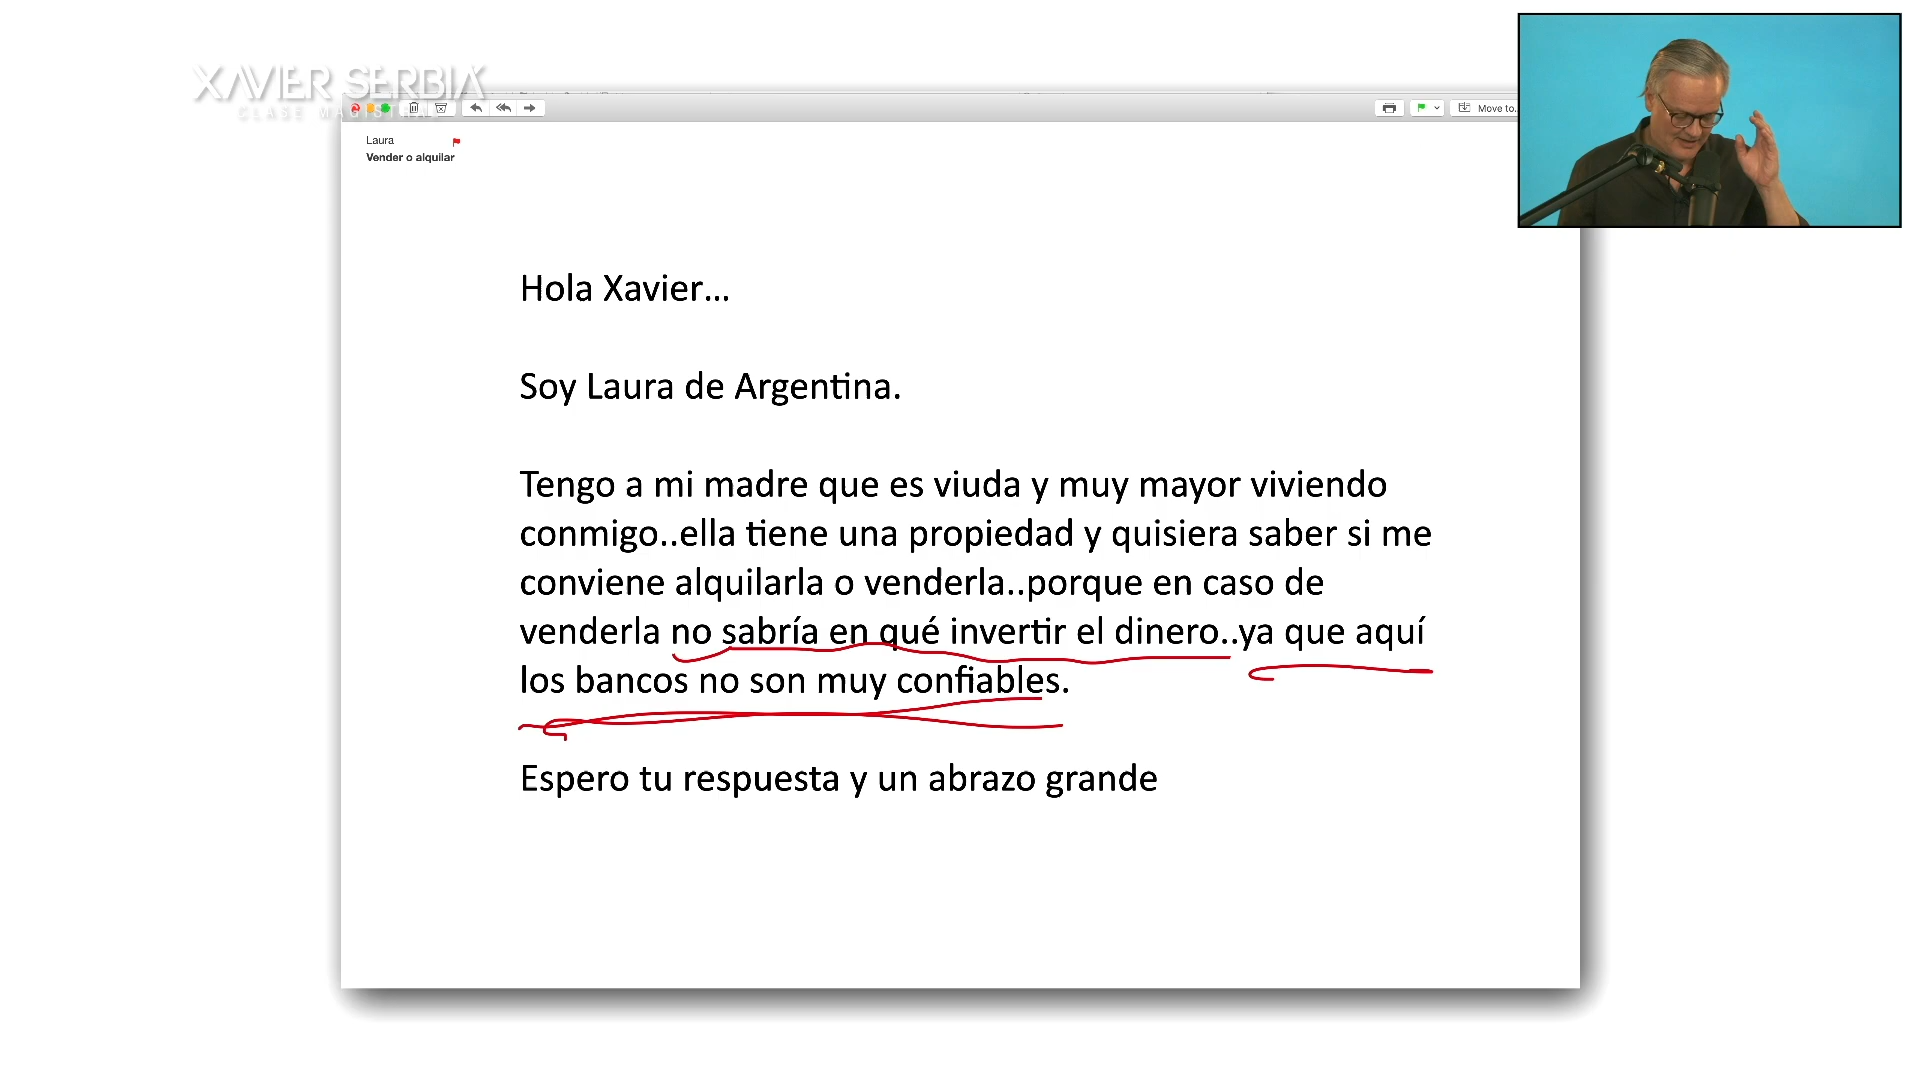 XAVIER SERBIÁ
CLASE MAGISTRAL
Move to...
Laura
Vender o alquilar
Hola Xavier...
Soy Laura de Argentina.
Tengo a mi madre que es viuda y muy mayor viviendo
conmigo..ella tiene una propiedad y quisiera saber si me
conviene alquilarla o venderla..porque en caso de
venderla no sabría en qué invertir el dinero..ya que aquí
los bancos no son muy confiables.
Espero tu respuesta y un abrazo grande